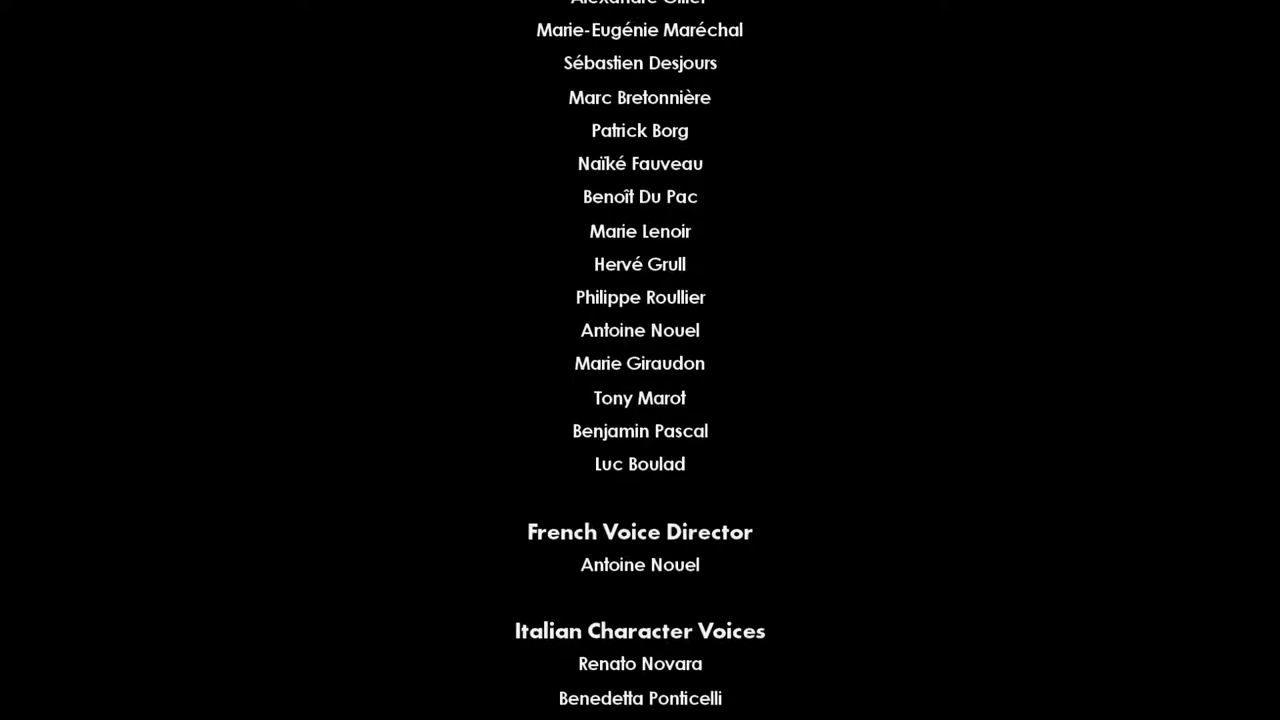 Alexandre Gillet
Marie-Eugénie Maréchal
Sébastien Desjours
Marc Bretonnière
Patrick Borg
Naïké Fauveau
Benoît Du Pac
Marie Lenoir
Hervé Grull
Philippe Roullier
Antoine Nouel
Marie Giraudon
Tony Marot
Benjamin Pascal
Luc Boulad
French Voice Director
Antoine Nouel
Italian Character Voices
Renato Novara
Benedetta Ponticelli